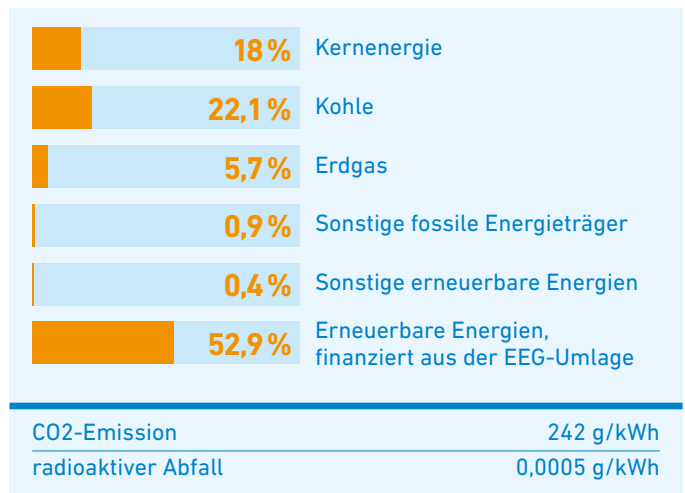 18 % Kernenergie
22,1 % Kohle
5,7 % Erdgas
0,9 % Sonstige fossile Energieträger
0,4 % Sonstige erneuerbare Energien
52,9 % Erneuerbare Energien,
finanziert aus der EEG-Umlage
CO2-Emission 242 g/kWh
radioaktiver Abfall 0,0005 g/kWh